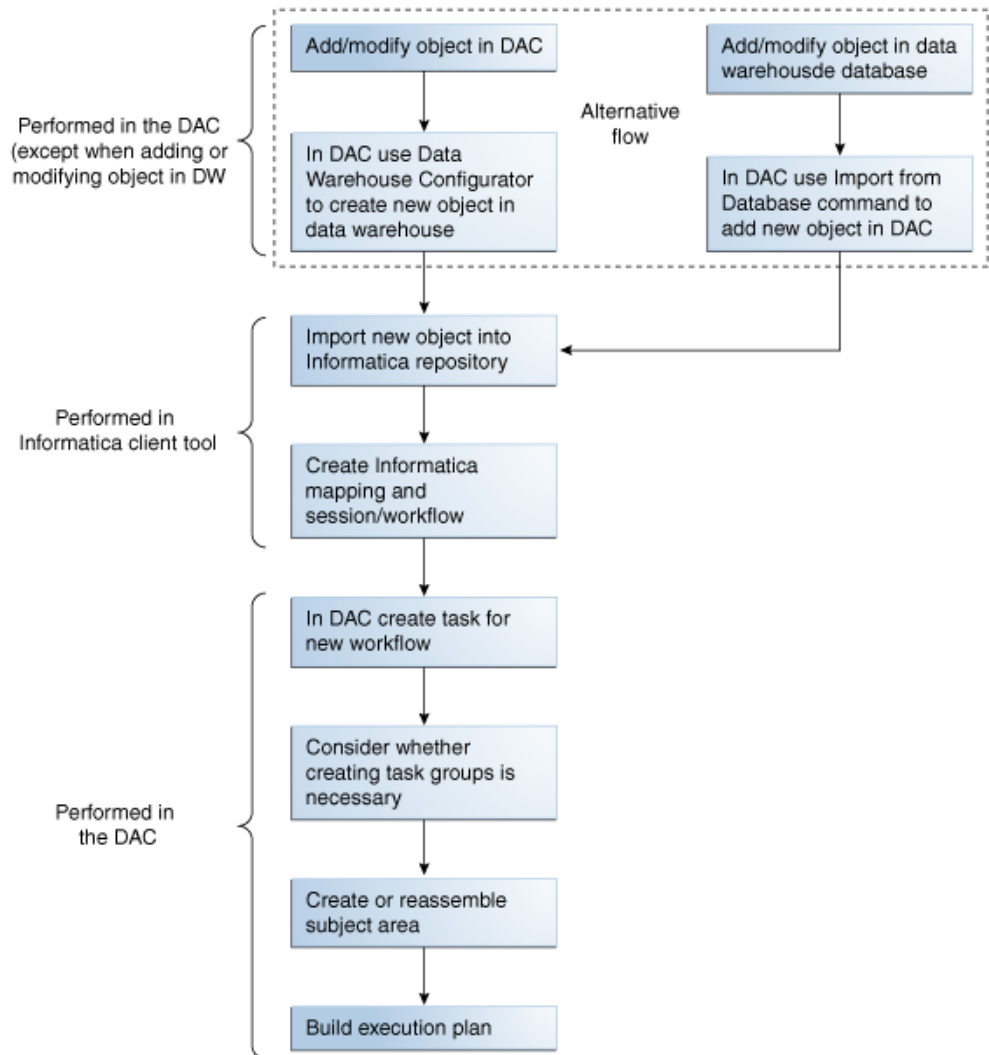 Add/modify object in DAC
Add/modify object in data
warehousde database
Performed in the DAC
(except when adding or
modifying object in DW
Alternative
flow
In DAC use Data
Warehouse Configurator
to create new object in
data warehouse
In DAC use Import from
Database command to
add new object in DAC
Import new object into
Informatica repository
Performed in
Informatica client tool
Create Informatica
mapping and
session/workflow
In DAC create task for
new workflow
Consider whether
creating task groups is
necessary
Performed in
the DAC
Create or reassemble
subject area
Build execution plan